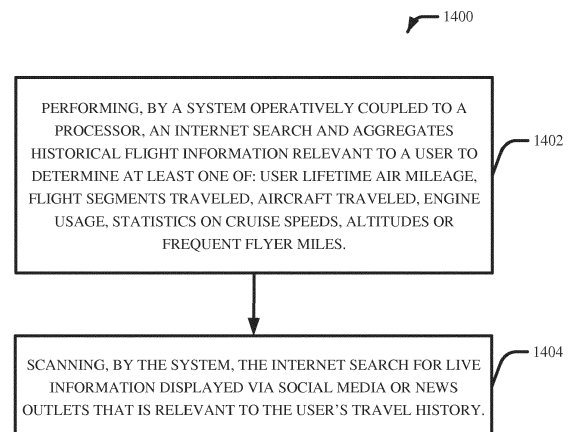 1400
PERFORMING, BY A SYSTEM OPERATIVELY COUPLED TO A
PROCESSOR, AN INTERNET SEARCH AND AGGREGATES
HISTORICAL FLIGHT INFORMATION RELEVANT TO A USER TO
DETERMINE AT LEAST ONE OF: USER LIFETIME AIR MILEAGE,
FLIGHT SEGMENTS TRAVELED, AIRCRAFT TRAVELED, ENGINE
USAGE, STATISTICS ON CRUISE SPEEDS, ALTITUDES OR
FREQUENT FLYER MILES.
1402
SCANNING, BY THE SYSTEM, THE INTERNET SEARCH FOR LIVE
INFORMATION DISPLAYED VIA SOCIAL MEDIA OR NEWS
OUTLETS THAT IS RELEVANT TO THE USER'S TRAVEL HISTORY.
1404